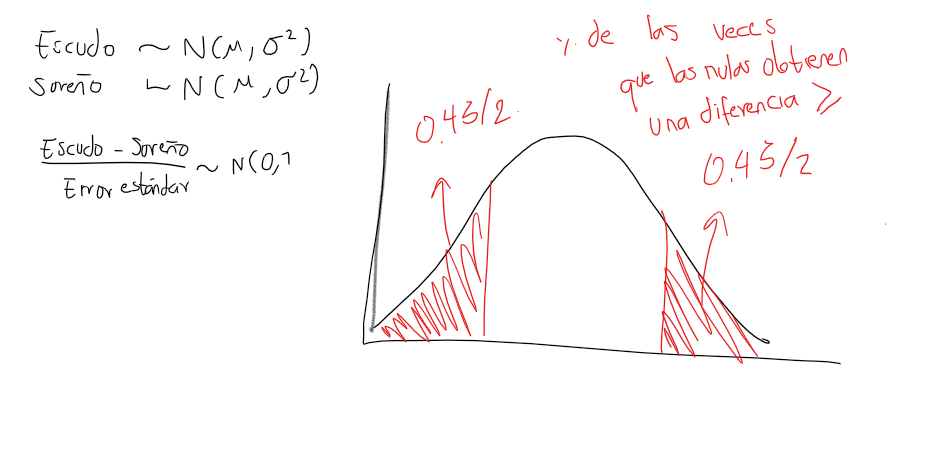 Escudo ~ N(μ, σ²)
Soreño ~ N(μ, σ²)
Escudo - Soreño
Error estándar
~ N(0, 1
0.45/2
% de las veces
que las nulas obtienen
una diferencia ≥
0.45/2